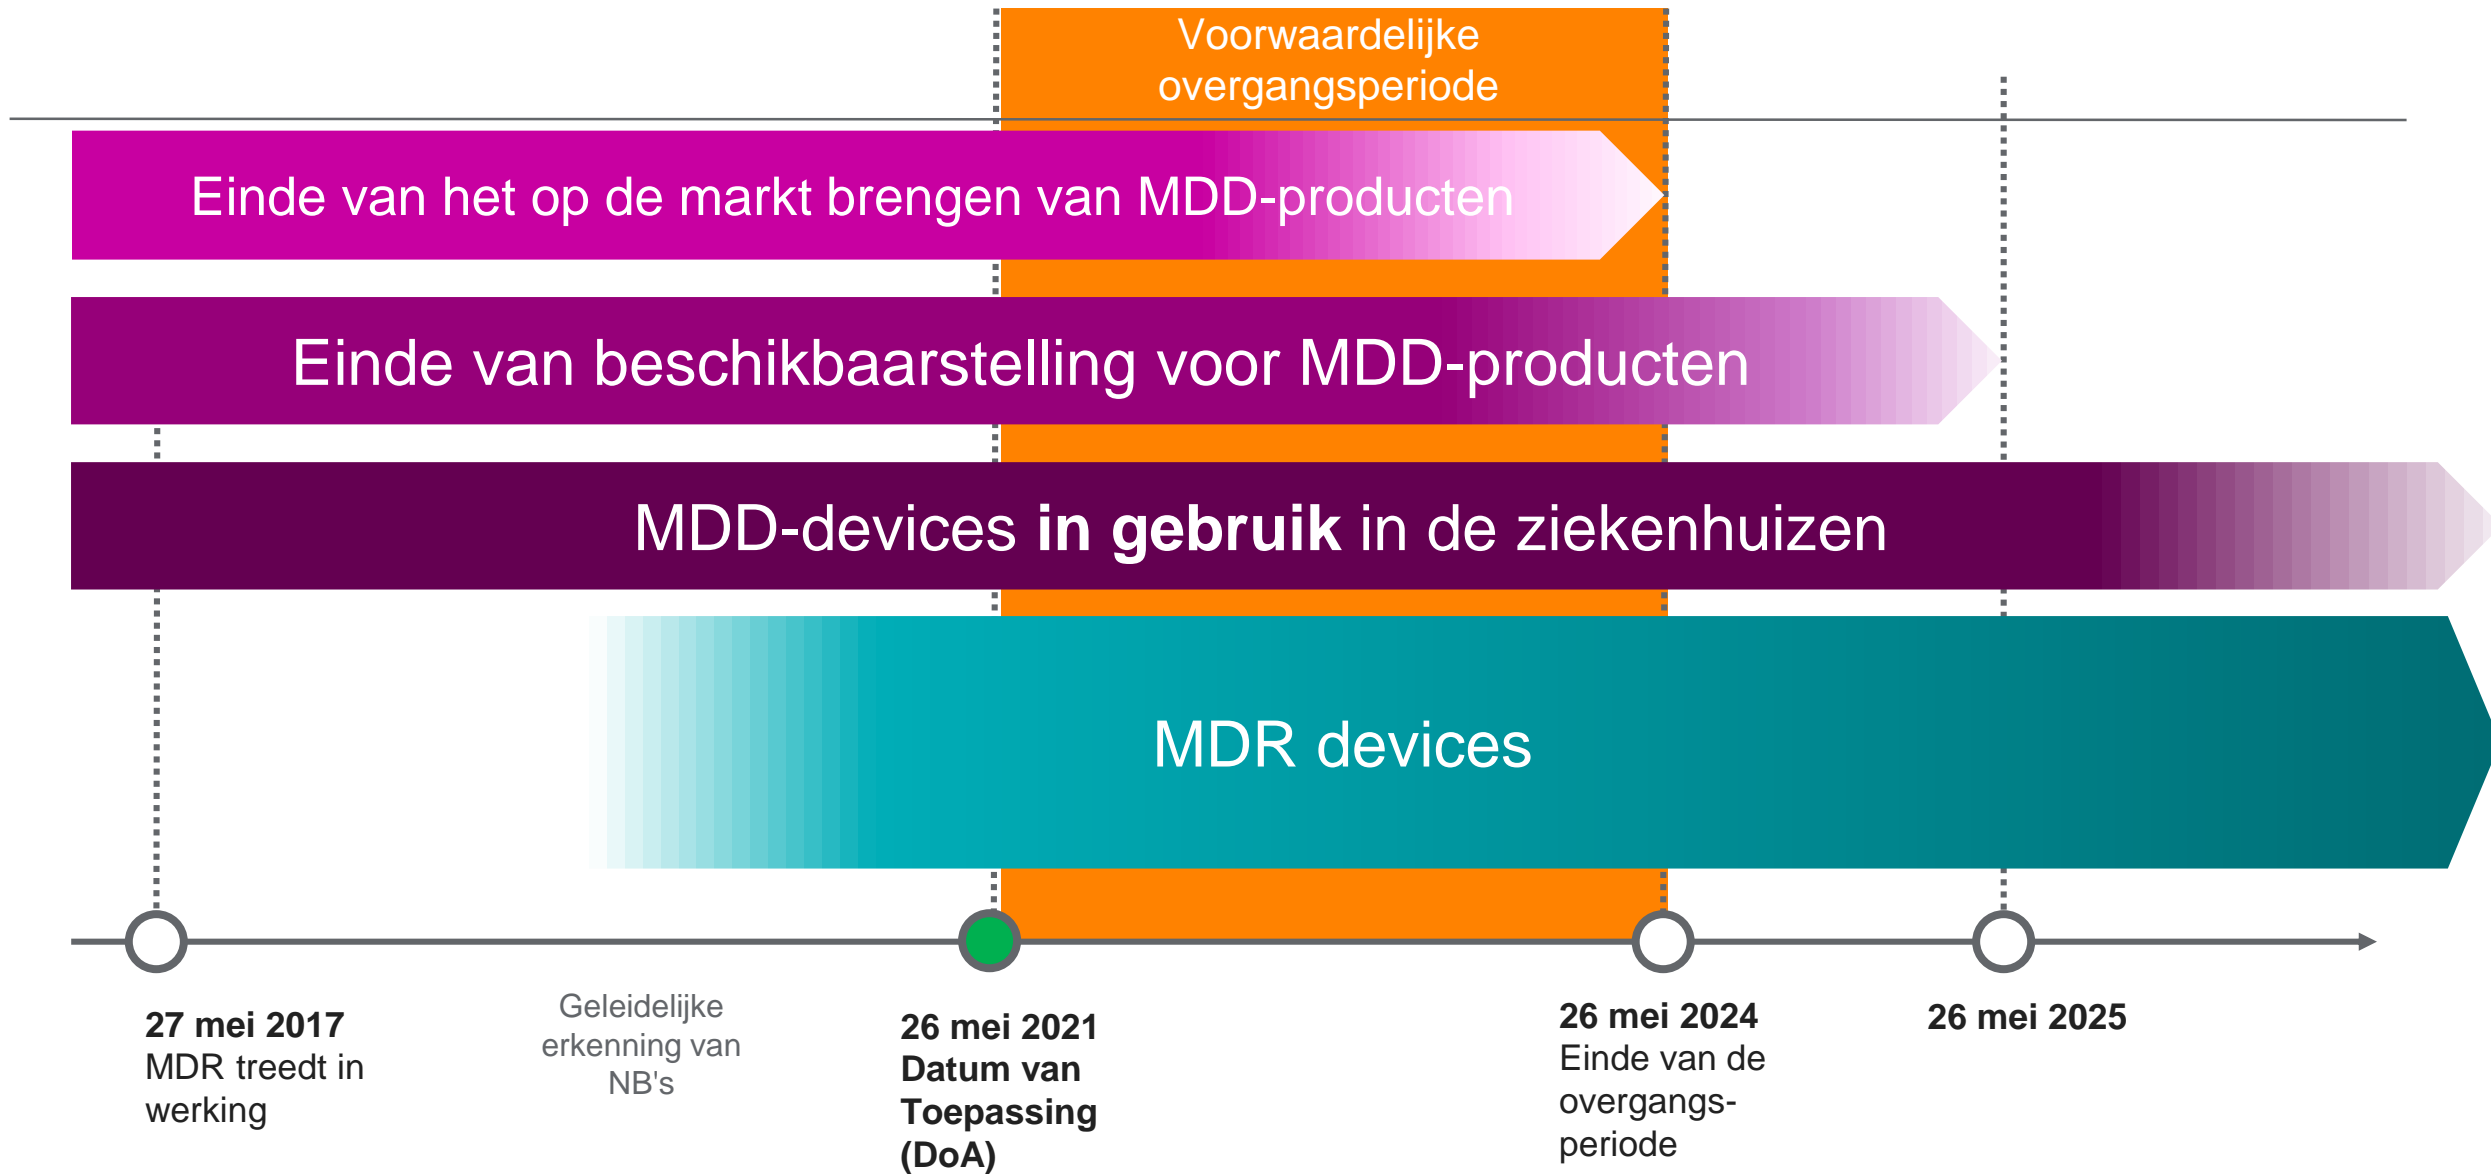 Voorwaardelijke
overgangsperiode
Einde van het op de markt brengen van MDD-producten
Einde van beschikbaarstelling voor MDD-producten
MDD-devices in gebruik in de ziekenhuizen
MDR devices
27 mei 2017
MDR treedt in
werking
Geleidelijke
erkenning van
NB's
26 mei 2021
Datum van
Toepassing
(DoA)
26 mei 2024
Einde van de
overgangs-
periode
26 mei 2025